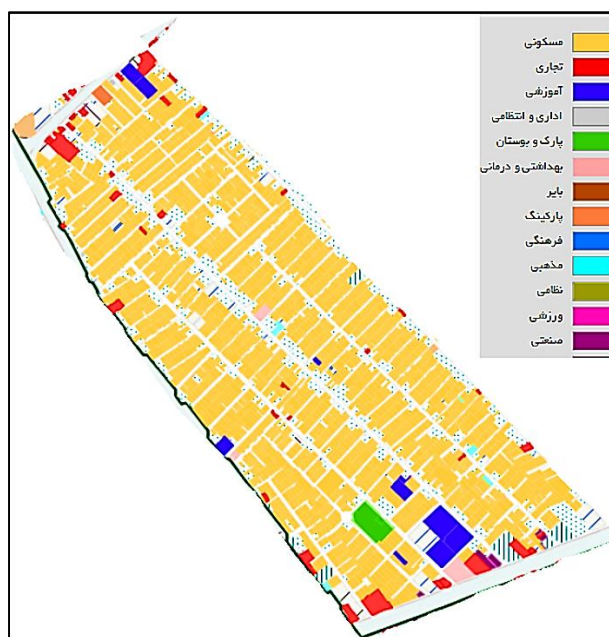 مسکونی
تجاری
آموزشی
اداری و انتظامی
پارک و بوستان
بهداشتی و درمانی
بایر
پارکینگ
فرهنگی
مذهبی
نظامی
ورزشی
صنعتی